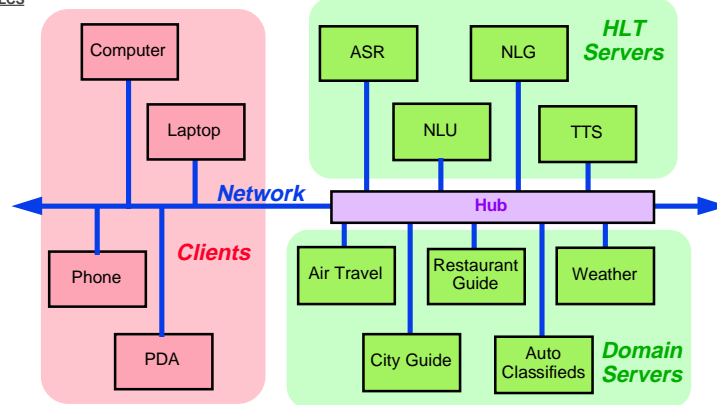 LCS
Computer
Laptop
Network
Phone
Clients
PDA
ASR
NLG
HLT
Servers
NLU
TTS
Hub
Air Travel
Restaurant
Guide
Weather
City Guide
Auto
Classifieds
Domain
Servers